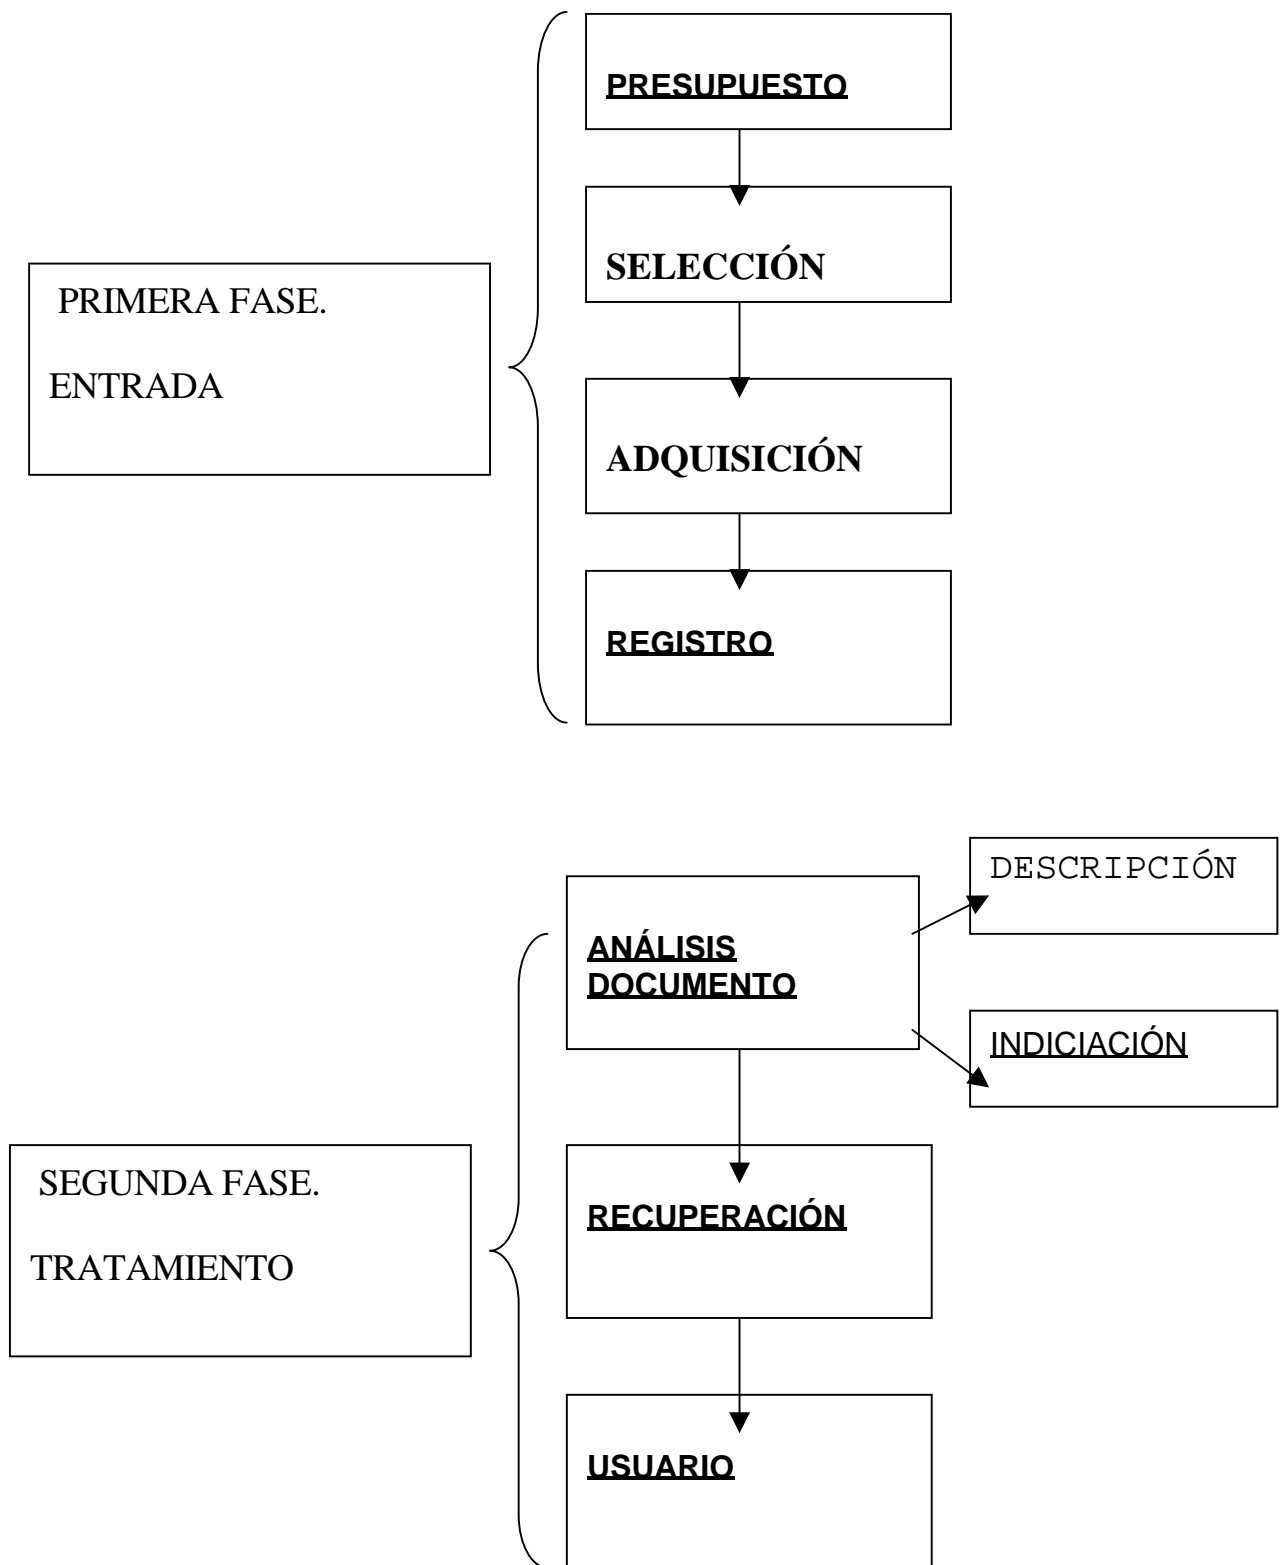 PRESUPUESTO
SELECCIÓN
PRIMERA FASE.
ENTRADA
ADQUISICIÓN
REGISTRO
DESCRIPCIÓN
ANÁLISIS
DOCUMENTO
INDICIACIÓN
SEGUNDA FASE.
TRATAMIENTO
RECUPERACIÓN
USUARIO